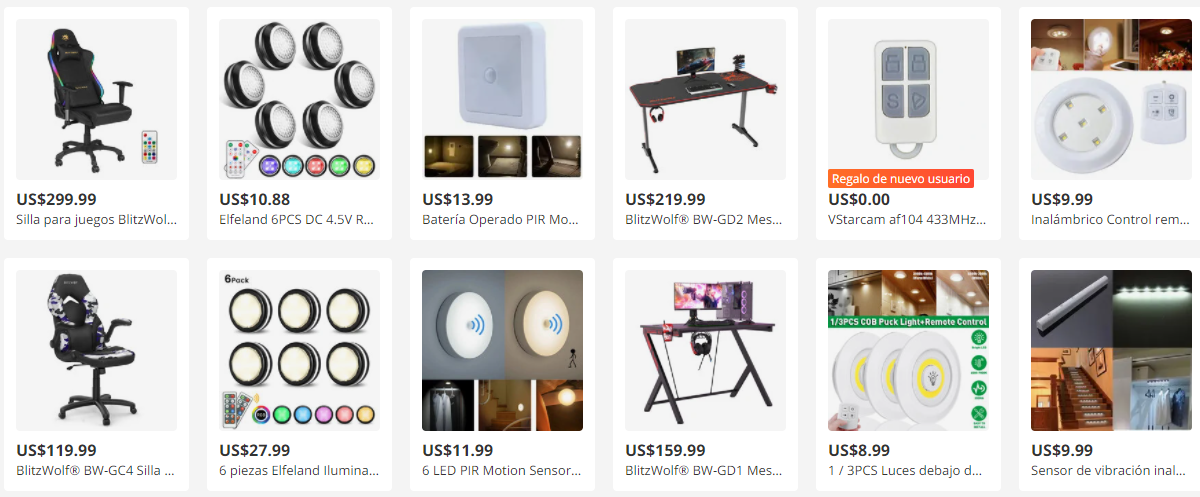 Regalo de nuevo usuario
US$299.99
US$10.88
US$13.99
US$219.99
US$0.00
US$9.99
Silla para juegos BlitzWol...
Elfeland 6PCS DC 4.5V R...
Batería Operado PIR Mo...
BlitzWolf® BW-GD2 Mes...
VStarcam af104 433MHz...
Inalámbrico Control rem...
6Pack
1/3PCS COB Puck Light+Remote Control
US$119.99
US$27.99
US$11.99
US$159.99
US$8.99
US$9.99
BlitzWolf® BW-GC4 Silla ...
6 piezas Elfeland Ilumina...
6 LED PIR Motion Sensor...
BlitzWolf® BW-GD1 Mes...
1 / 3PCS Luces debajo d...
Sensor de vibración inal...